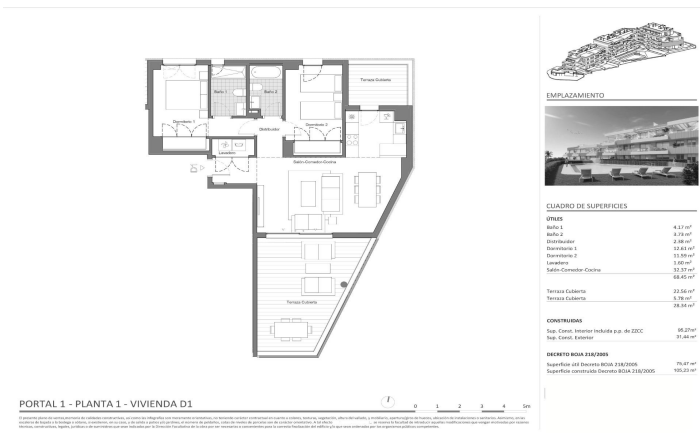 Terraza Cubierta
Baño 1
Baño 2
Dormitorio 1
Dormitorio 2
Distribuidor
Lavadero
Salón-Comedor-Cocina
D1
Terraza Cubierta
EMPLAZAMIENTO
CUADRO DE SUPERFICIES
ÚTILES
Baño 1 4.17 m²
Baño 2 3.73 m²
Distribuidor 2.38 m²
Dormitorio 1 12.61 m²
Dormitorio 2 11.59 m²
Lavadero 1.60 m²
Salón-Comedor-Cocina 32.37 m²
68.45 m²
Terraza Cubierta 22.56 m²
Terraza Cubierta 5.78 m²
28.34 m²
CONSTRUIDAS
Sup. Const. Interior Incluida p.p. de ZZCC 95,27m²
Sup. Const. Exterior 31,44 m²
DECRETO BOJA 218/2005
Superficie útil Decreto BOJA 218/2005 75,47 m²
Superficie construida Decreto BOJA 218/2005 105,23 m²
PORTAL 1 - PLANTA 1 - VIVIENDA D1
0 1 2 3 4 5m